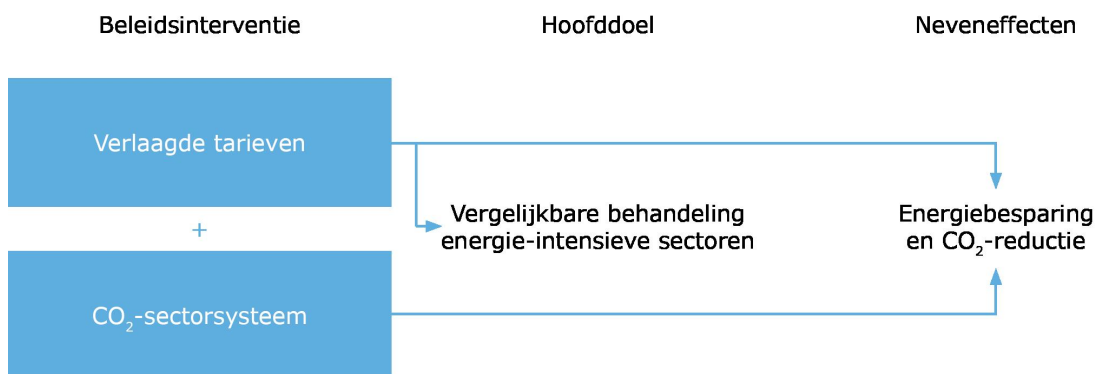 Beleidsinterventie
Hoofddoel
Neveneffecten
Verlaagde tarieven
+
CO₂-sectorsysteem
Vergelijkbare behandeling
energie-intensieve sectoren
Energiebesparing
en CO₂-reductie